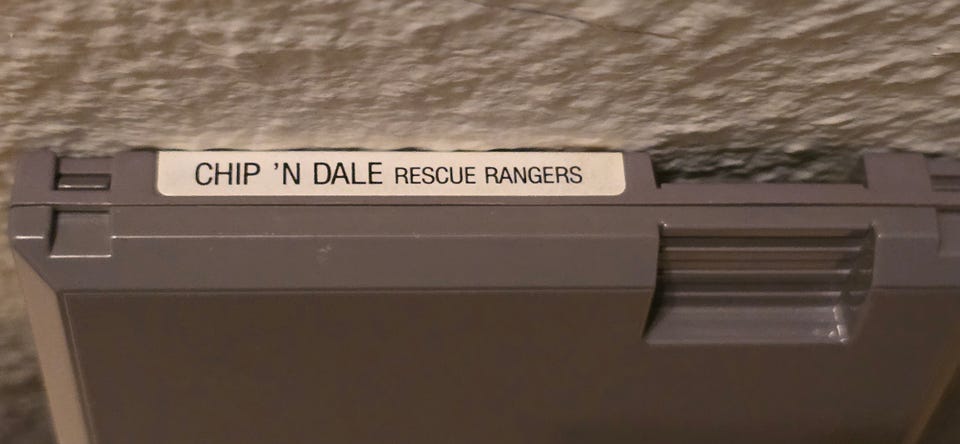 CHIP 'N DALE RESCUE RANGERS